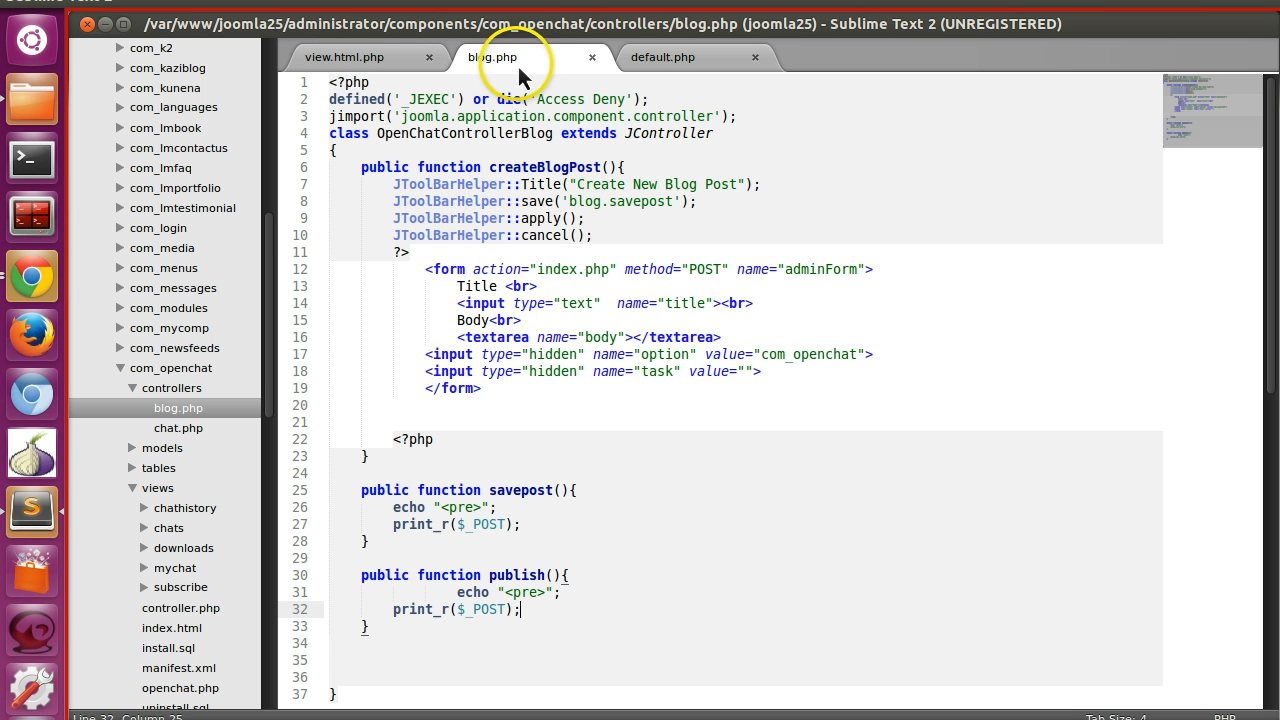 /var/www/joomla25/administrator/components/com_openchat/controllers/blog.php (joomla25) - Sublime Text 2 (UNREGISTERED)
com_k2
com_kaziblog
com_kunena
com_languages
com_lmbook
com_lmcontactus
com_lmfaq
com_lmportfolio
com_lmtestimonial
com_login
com_media
com_menus
com_messages
com_modules
com_mycomp
com_newsfeeds
com_openchat
controllers
blog.php
chat.php
models
tables
views
chathistory
chats
downloads
mychat
subscribe
controller.php
index.html
install.sql
manifest.xml
openchat.php
uninstall.sql
view.html.php
blog.php
default.php
1 <?php
2 defined('_JEXEC') or die('Access Deny');
3 jimport('joomla.application.component.controller');
4 class OpenChatControllerBlog extends JController
5 {
6 public function createBlogPost(){
7 JToolBarHelper::Title("Create New Blog Post");
8 JToolBarHelper::save('blog.savepost');
9 JToolBarHelper::apply();
10 JToolBarHelper::cancel();
11 ?>
12 <form action="index.php" method="POST" name="adminForm">
13 Title <br>
14 <input type="text"  name="title"><br>
15 Body<br>
16 <textarea name="body"></textarea>
17 <input type="hidden" name="option" value="com_openchat">
18 <input type="hidden" name="task" value="">
19 </form>
20
21
22 <?php
23 }
24
25 public function savepost(){
26 echo "<pre>";
27 print_r($_POST);
28 }
29
30 public function publish(){
31 echo "<pre>";
32 print_r($_POST);
33 }
34
35
36
37 }
Line 32, Column 25
Tab Size: 4
PHP